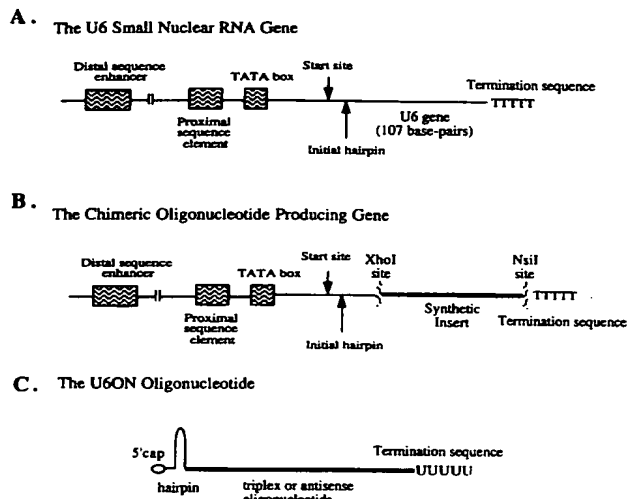 A. The U6 Small Nuclear RNA Gene
Distal sequence
enhancer
TATA box
Start site
Termination sequence
TTTTT
Proximal
sequence
element
U6 gene
(107 base-pairs)
Initial hairpin
B. The Chimeric Oligonucleotide Producing Gene
Distal sequence
enhancer
TATA box
Start site
XhoI
site
NsiI
site
TTTTT
Proximal
sequence
element
Synthetic
Insert
Termination sequence
Initial hairpin
C. The U6ON Oligonucleotide
5'cap
Termination sequence
UUUUU
hairpin
triplex or antisense
oligonucleotide